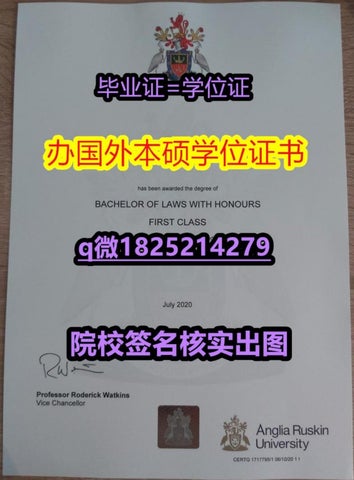 毕业证=学位证
办国外本硕学位证书
has been awarded the degree of
BACHELOR OF LAWS WITH HONOURS
FIRST CLASS
q微1825214279
July 2020
院校签名核实出图
Professor Roderick Watkins
Vice Chancellor
Anglia Ruskin
University